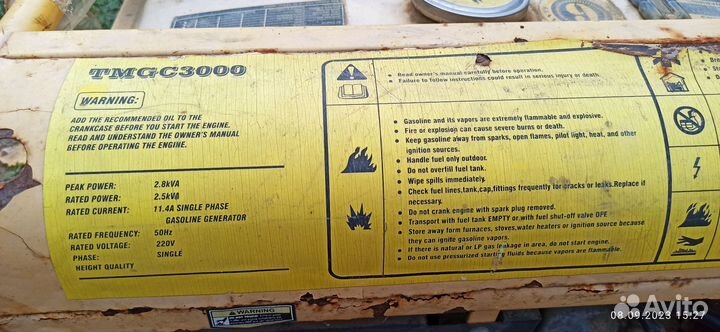 TMGC3000
WARNING:
ADD THE RECOMMENDED OIL TO THE
CRANKCASE BEFORE YOU START THE ENGINE.
READ AND UNDERSTAND THE OWNER'S MANUAL
BEFORE OPERATING THE ENGINE.
PEAK POWER: 2.8kVA
RATED POWER: 2.5kVA
RATED CURRENT: 11.4A SINGLE PHASE
GASOLINE GENERATOR
RATED FREQUENCY: 50Hz
RATED VOLTAGE: 220V
PHASE: SINGLE
HEIGHT QUALITY
• Read owner's manual carefully before operation.
• Failure to follow instructions could result in serious injury or death.
• Gasoline and its vapors are extremely flammable and explosive.
• Fire or explosion can cause severe burns or death.
• Keep gasoline away from sparks, open flames, pilot light, heat, and other
ignition sources.
• Handle fuel only outdoor.
• Do not overfill fuel tank.
• Wipe spills immediately.
• Check fuel lines,tank,cap,fittings frequently for cracks or leaks.Replace if
necessary.
• Do not crank engine with spark plug removed.
• Transport with fuel tank EMPTY or with fuel shut-off valve OFF
• Store away form furnaces, stoves,water heaters or ignition source because
they can ignite gasoline vapors.
• If there is natural or LP gas leakage in area, do not start engine.
• Do not use pressurized starting fluids because vapors are flammable.
WARNING
Avito
08.09.2023 15:27